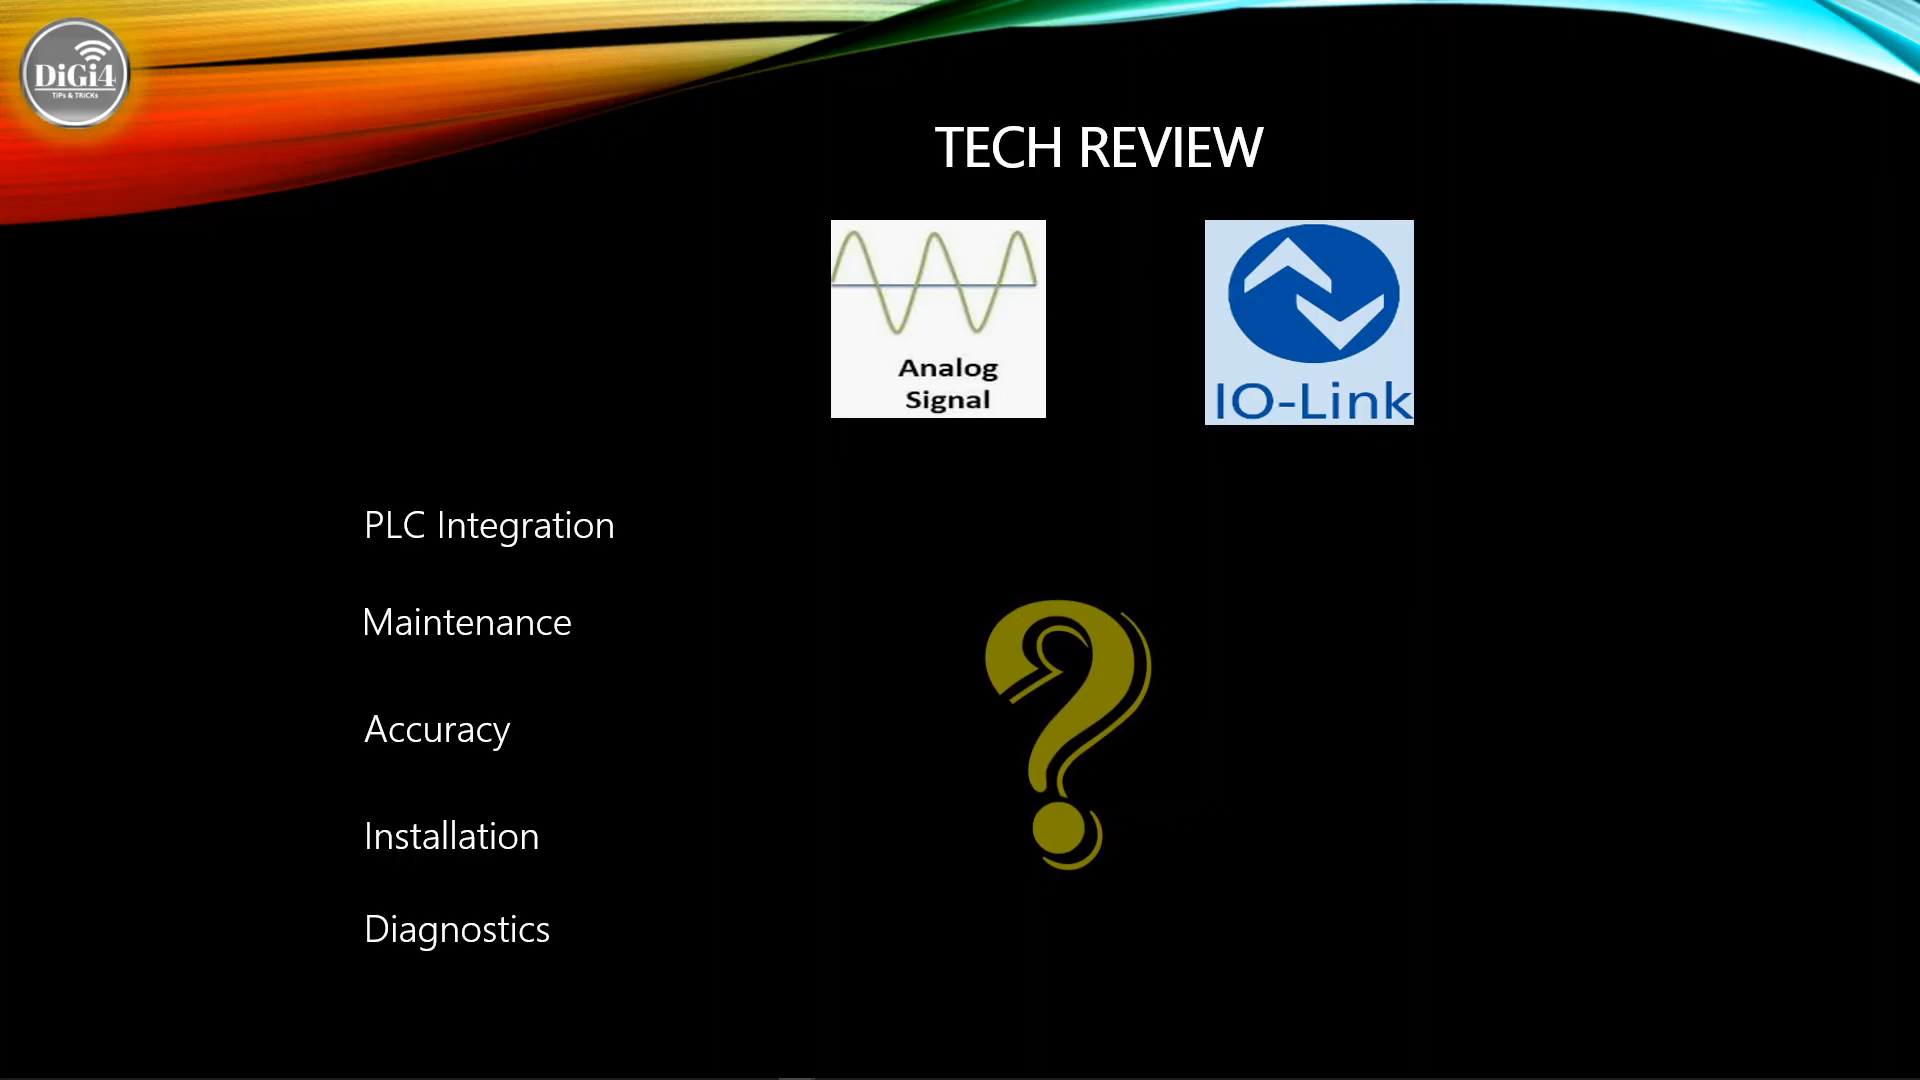 DiGi4
TiPs & TRiCKs
TECH REVIEW
Analog
Signal
IO-Link
PLC Integration
Maintenance
Accuracy
Installation
Diagnostics